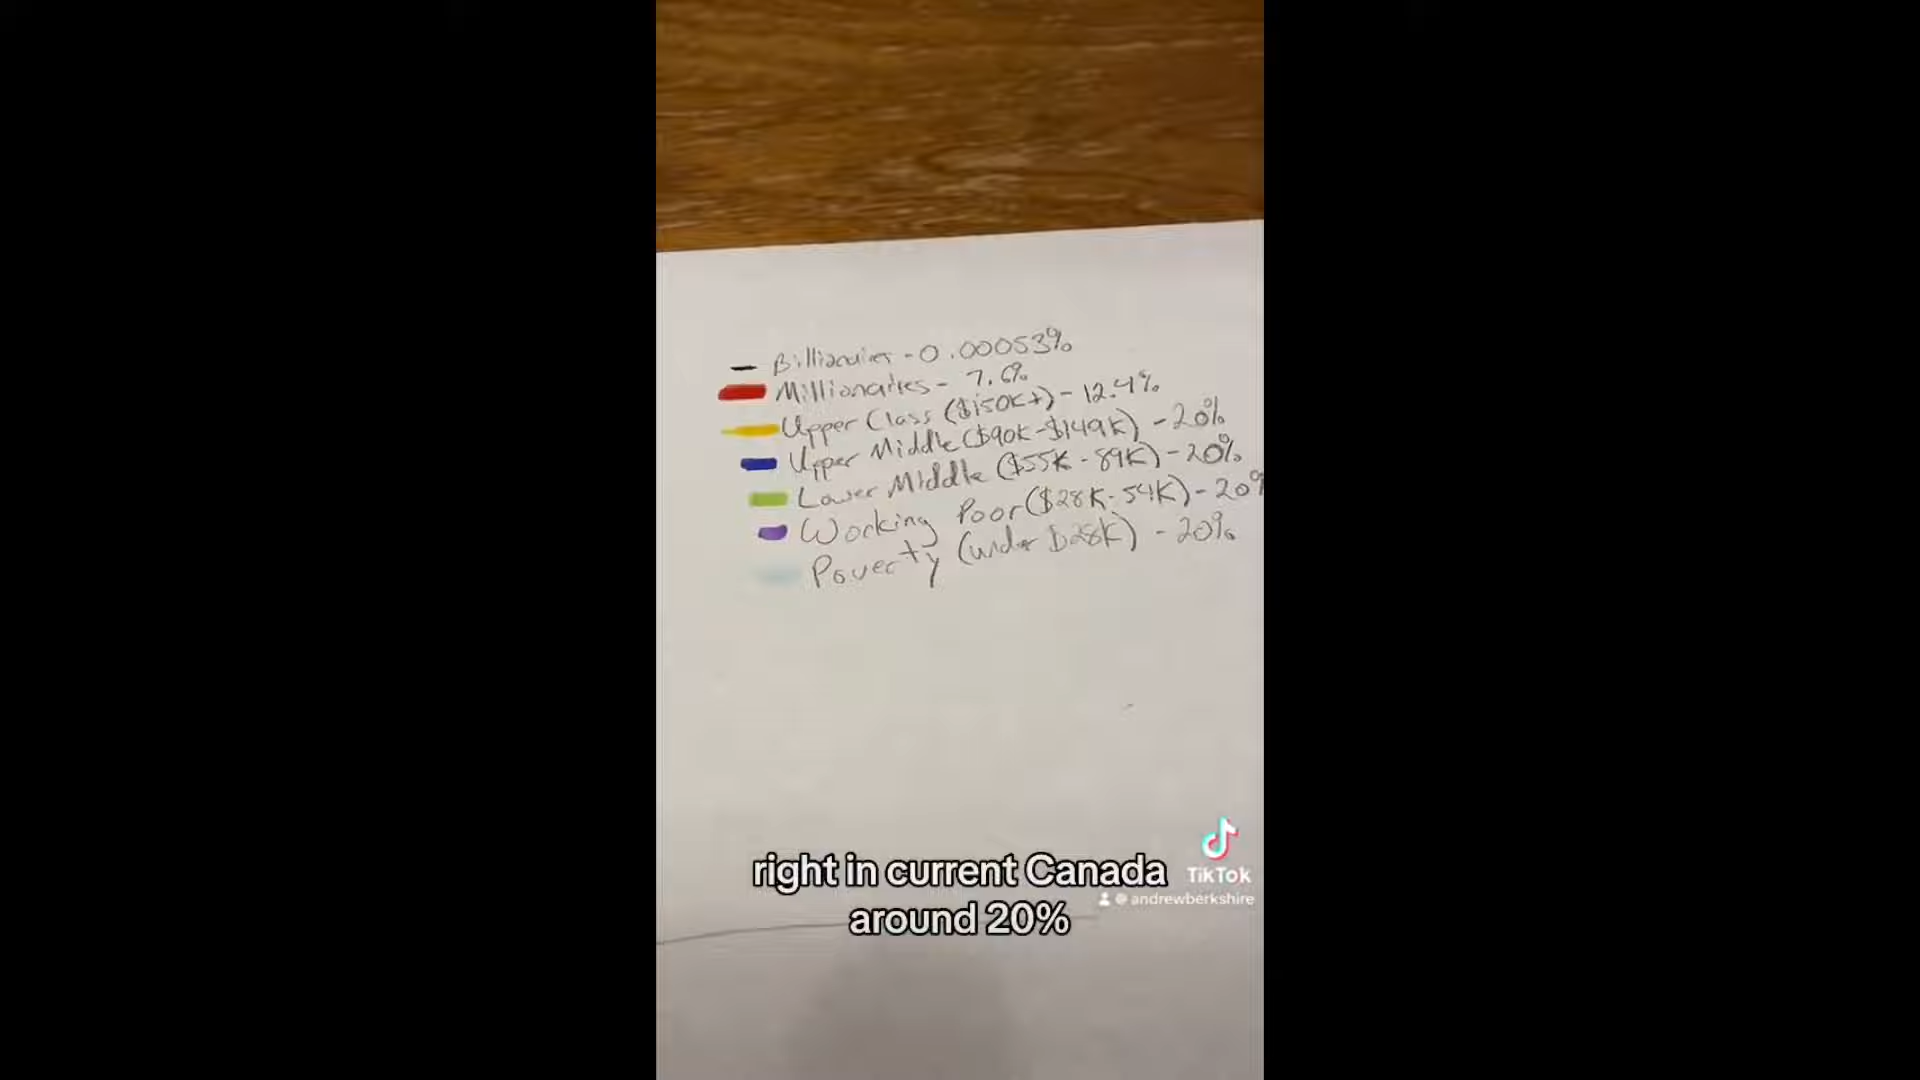 Billionaires - 0.00053%
Millionaires - 7.6%
Upper Class ($150K+) - 12.4%
Upper Middle ($90K-$149K) - 20%
Lower Middle ($55K - 89K) - 20%
Working Poor ($28K - 54K) - 20%
Poverty (under $28K) - 20%
right in current Canada
around 20%
TikTok
@andrewberkshire